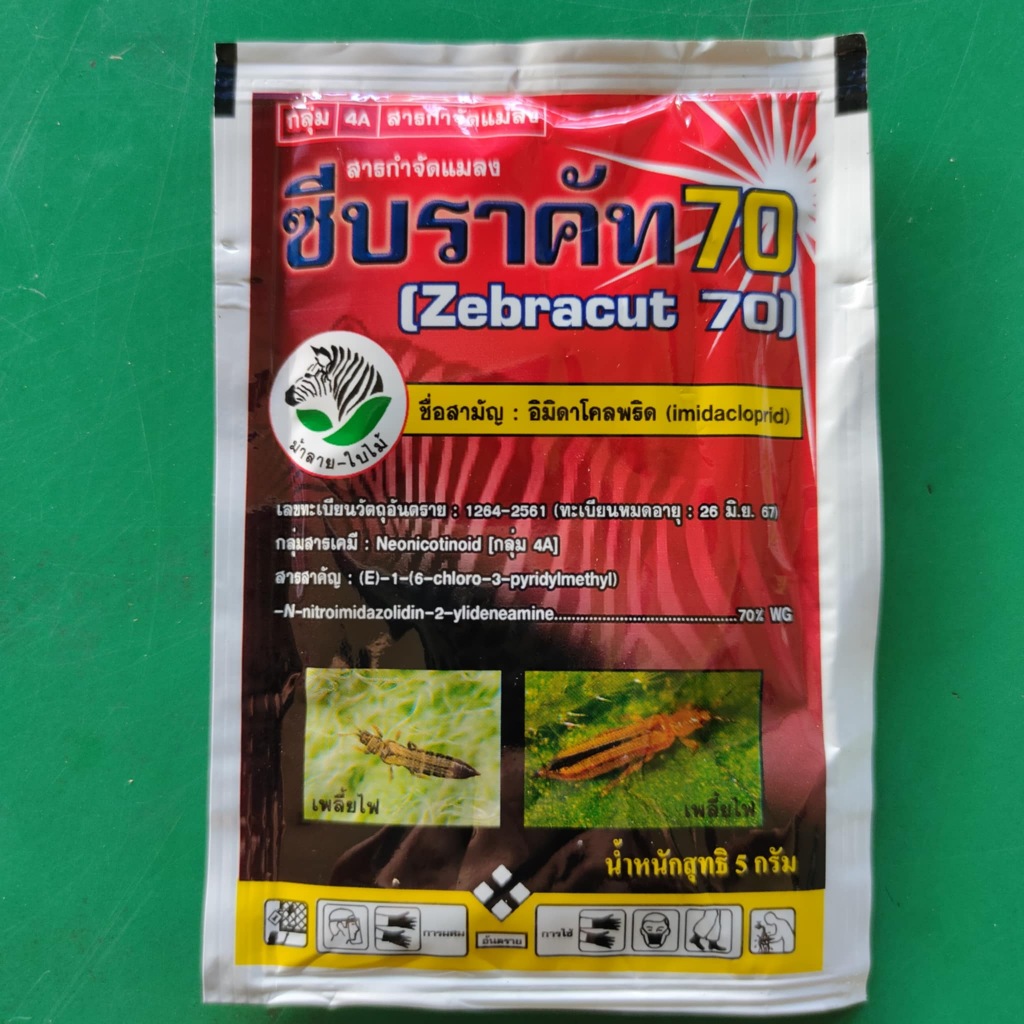 กลุ่ม 4A สารกำจัดแมลง
สารกำจัดแมลง
ซีบราคัท 70
(Zebracut 70)
ชื่อสามัญ : อิมิดาโคลพริด (imidacloprid)
ม้าลาย-ใบไม้
เลขทะเบียนวัตถุอันตราย : 1264-2561 (ทะเบียนหมดอายุ : 26 มิ.ย. 67)
กลุ่มสารเคมี : Neonicotinoid [กลุ่ม 4A]
สารสำคัญ : (E)-1-(6-chloro-3-pyridylmethyl)
-N-nitroimidazolidin-2-ylideneamine........................................70% WG
เพลี้ยไฟ
เพลี้ยไฟ
น้ำหนักสุทธิ 5 กรัม
การผสม
อันตราย
การใช้